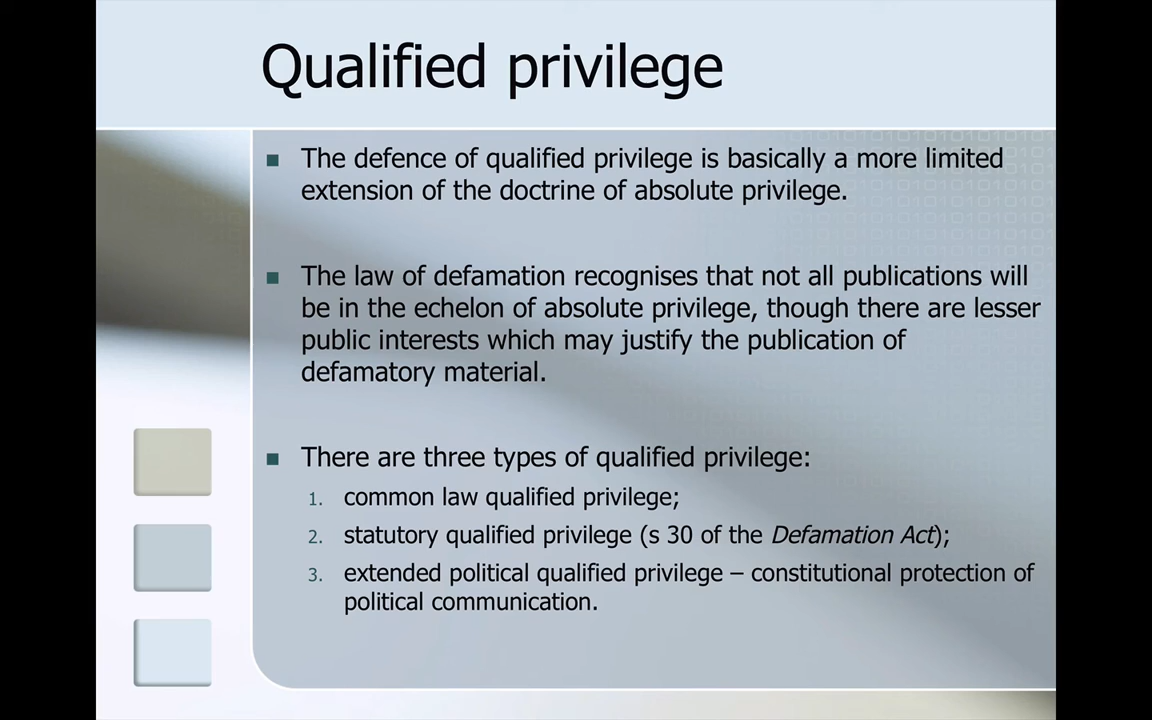 Qualified privilege
■ The defence of qualified privilege is basically a more limited
extension of the doctrine of absolute privilege.
■ The law of defamation recognises that not all publications will
be in the echelon of absolute privilege, though there are lesser
public interests which may justify the publication of
defamatory material.
■ There are three types of qualified privilege:
1. common law qualified privilege;
2. statutory qualified privilege (s 30 of the Defamation Act);
3. extended political qualified privilege – constitutional protection of
political communication.